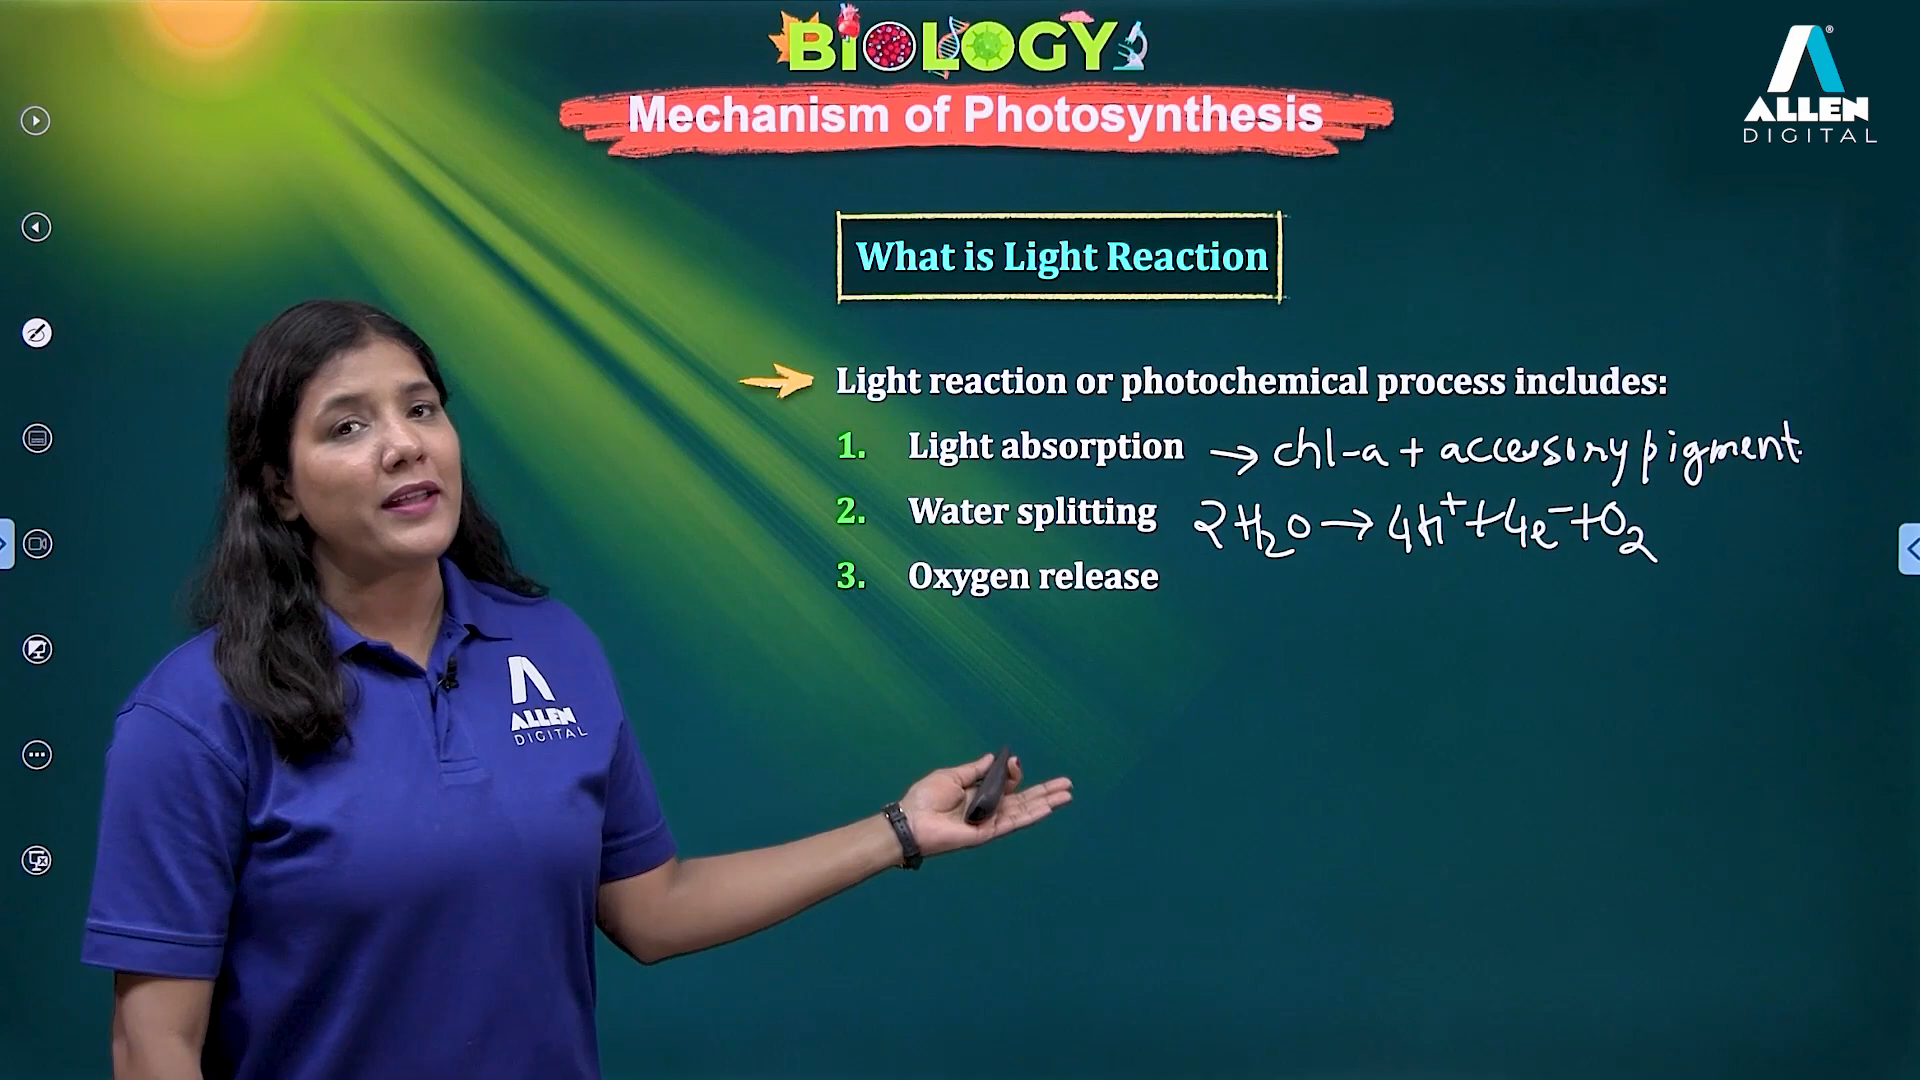 BIOLOGY
Mechanism of Photosynthesis
ALLEN
DIGITAL
What is Light Reaction
Light reaction or photochemical process includes:
1. Light absorption → chl-a + accessory pigment.
2. Water splitting 2H₂O → 4H⁺ + 4e⁻ + O₂
3. Oxygen release
ALLEN
DIGITAL